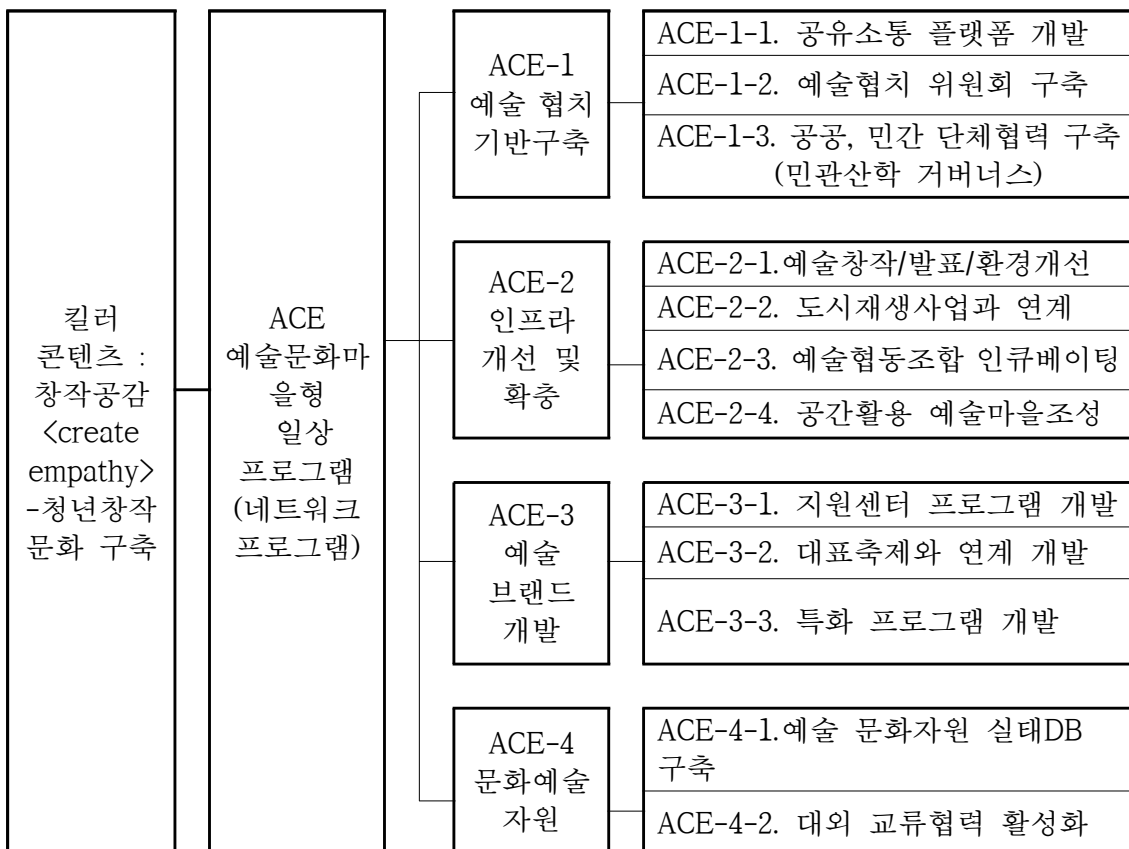 킬러
콘텐츠 :
창작공감
<create
empathy>
-청년창작
문화 구축
ACE
예술문화마
을형
일상
프로그램
(네트워크
프로그램)
ACE-1
예술 협치
기반구축
ACE-1-1. 공유소통 플랫폼 개발
ACE-1-2. 예술협치 위원회 구축
ACE-1-3. 공공, 민간 단체협력 구축
(민관산학 거버너스)
ACE-2
인프라
개선 및
확충
ACE-2-1.예술창작/발표/환경개선
ACE-2-2. 도시재생사업과 연계
ACE-2-3. 예술협동조합 인큐베이팅
ACE-2-4. 공간활용 예술마을조성
ACE-3
예술
브랜드
개발
ACE-3-1. 지원센터 프로그램 개발
ACE-3-2. 대표축제와 연계 개발
ACE-3-3. 특화 프로그램 개발
ACE-4
문화예술
자원
ACE-4-1.예술 문화자원 실태DB
구축
ACE-4-2. 대외 교류협력 활성화